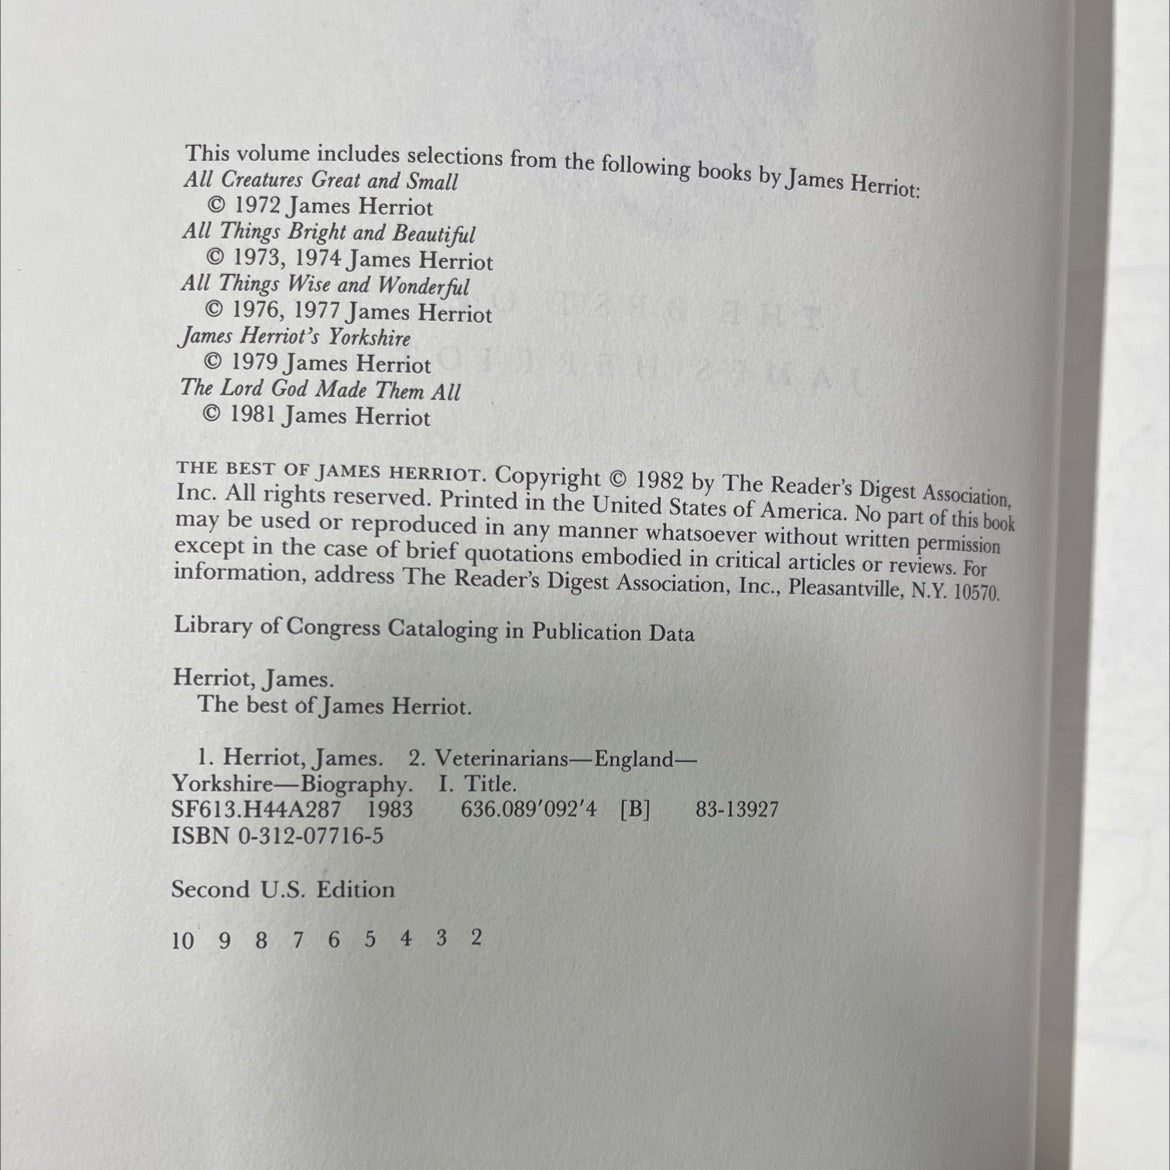 This volume includes selections from the following books by James Herriot:
All Creatures Great and Small
© 1972 James Herriot
All Things Bright and Beautiful
© 1973, 1974 James Herriot
All Things Wise and Wonderful
© 1976, 1977 James Herriot
James Herriot's Yorkshire
© 1979 James Herriot
The Lord God Made Them All
© 1981 James Herriot
THE BEST OF JAMES HERRIOT. Copyright © 1982 by The Reader's Digest Association,
Inc. All rights reserved. Printed in the United States of America. No part of this book
may be used or reproduced in any manner whatsoever without written permission
except in the case of brief quotations embodied in critical articles or reviews. For
information, address The Reader's Digest Association, Inc., Pleasantville, N.Y. 10570.
Library of Congress Cataloging in Publication Data
Herriot, James.
The best of James Herriot.
1. Herriot, James. 2. Veterinarians—England—
Yorkshire—Biography. I. Title.
SF613.H44A287 1983 636.089′092′4 [B] 83-13927
ISBN 0-312-07716-5
Second U.S. Edition
10 9 8 7 6 5 4 3 2